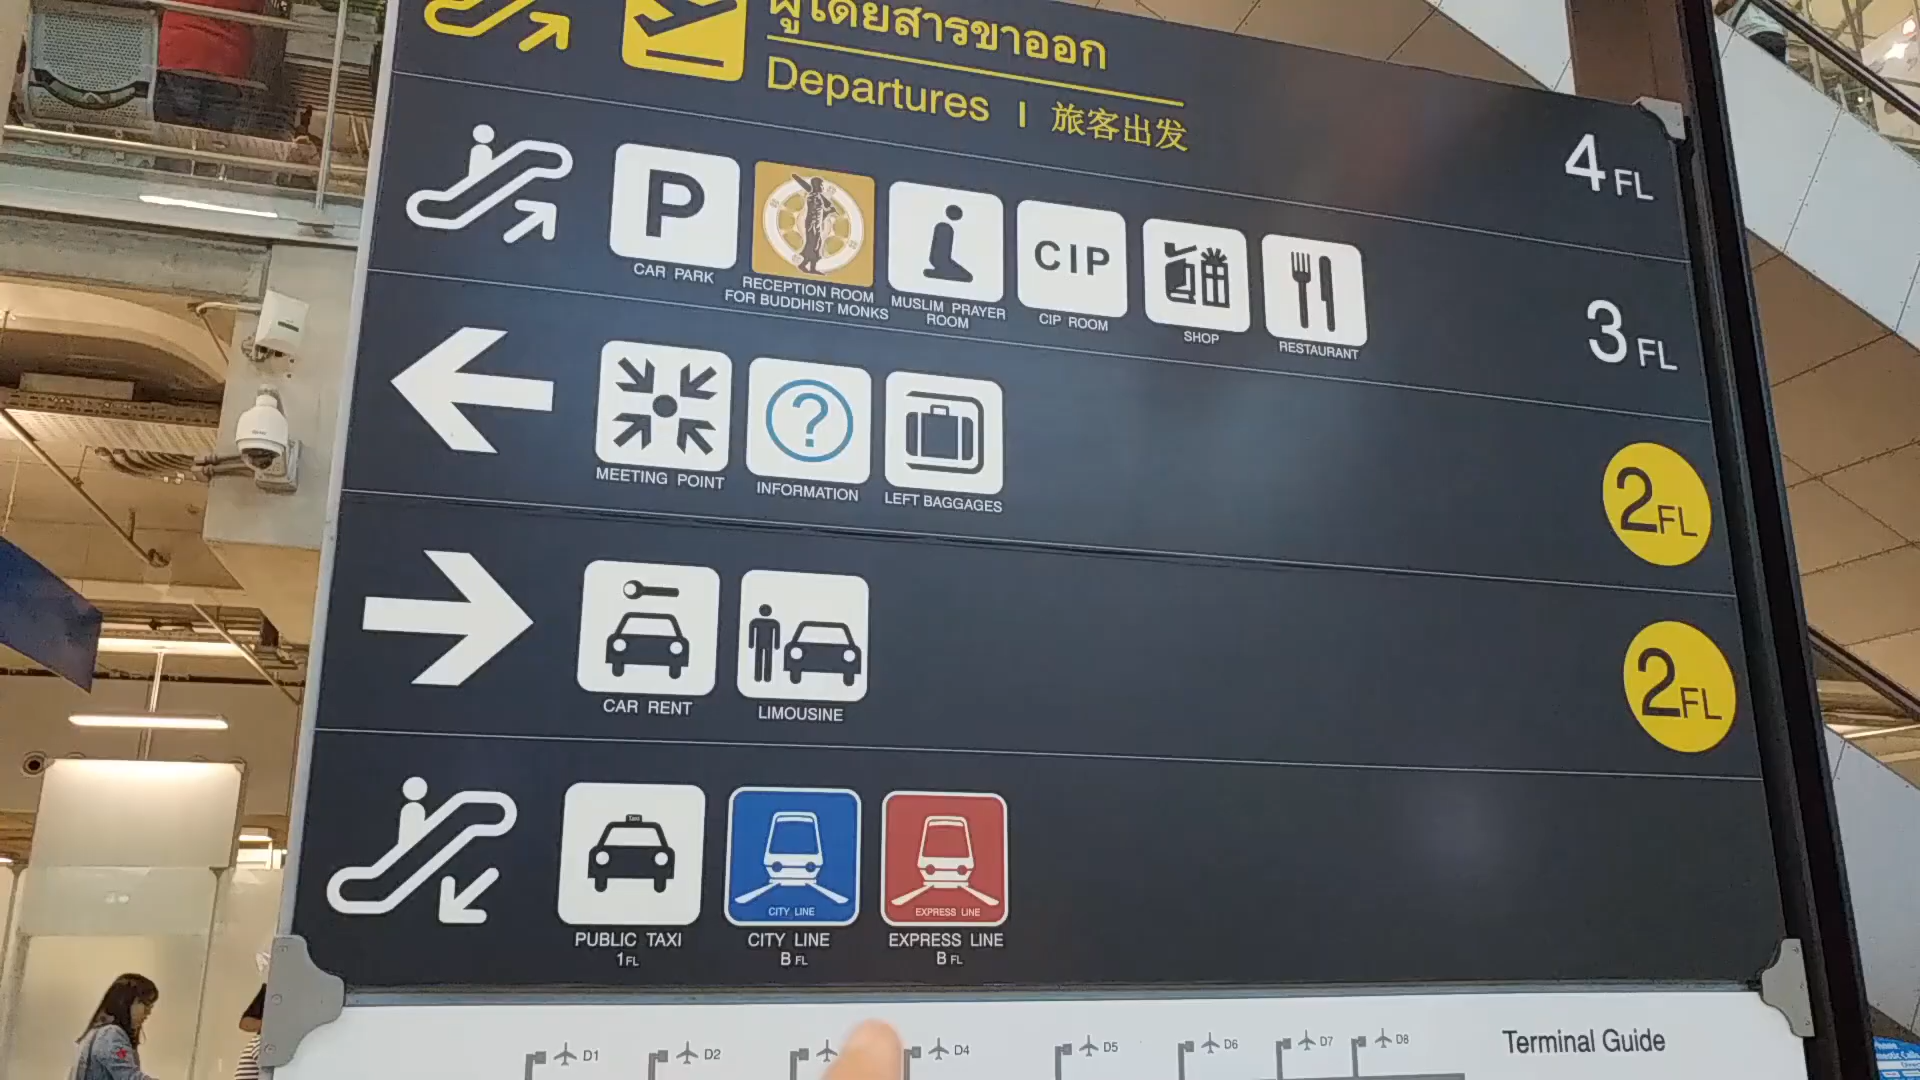 ผู้โดยสารขาออก
Departures | 旅客出发
4 FL
P
CAR PARK
RECEPTION ROOM
FOR BUDDHIST MONKS
MUSLIM PRAYER
ROOM
CIP
CIP ROOM
SHOP
RESTAURANT
3 FL
MEETING POINT
?
INFORMATION
LEFT BAGGAGES
2 FL
CAR RENT
LIMOUSINE
2 FL
Taxi
PUBLIC TAXI
1 FL
CITY LINE
CITY LINE
B FL
EXPRESS LINE
EXPRESS LINE
B FL
D1
D2
D4
D5
D6
D7
D8
Terminal Guide